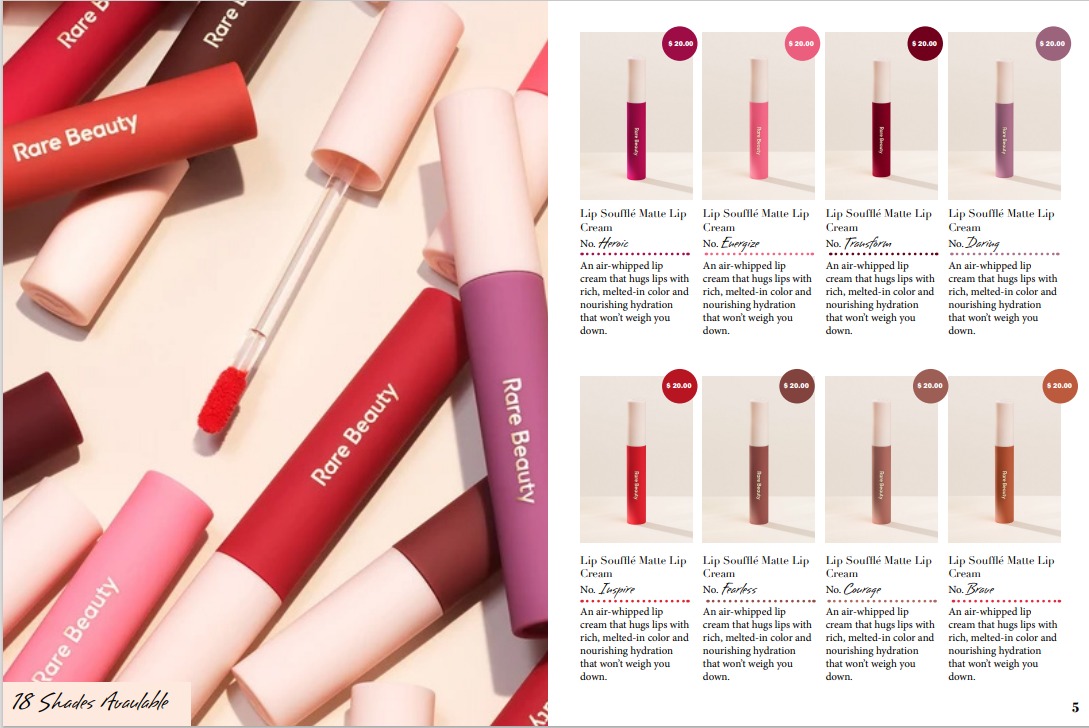 Rare Beauty
Rare B
Rare Beauty
Rare Beauty
Rare Beauty
Rare Beauty
18 Shades Available
$ 20.00
$ 20.00
$ 20.00
$ 20.00
Rare Beauty
Rare Beauty
Rare Beauty
Rare Beauty
Lip Soufflé Matte Lip
Cream
No. Heroic
An air-whipped lip
cream that hugs lips with
rich, melted-in color and
nourishing hydration
that won't weigh you
down.
Lip Soufflé Matte Lip
Cream
No. Energize
An air-whipped lip
cream that hugs lips with
rich, melted-in color and
nourishing hydration
that won't weigh you
down.
Lip Soufflé Matte Lip
Cream
No. Transform
An air-whipped lip
cream that hugs lips with
rich, melted-in color and
nourishing hydration
that won't weigh you
down.
Lip Soufflé Matte Lip
Cream
No. Daring
An air-whipped lip
cream that hugs lips with
rich, melted-in color and
nourishing hydration
that won't weigh you
down.
$ 20.00
$ 20.00
$ 20.00
$ 20.00
Rare Beauty
Rare Beauty
Rare Beauty
Rare Beauty
Lip Soufflé Matte Lip
Cream
No. Inspire
An air-whipped lip
cream that hugs lips with
rich, melted-in color and
nourishing hydration
that won't weigh you
down.
Lip Soufflé Matte Lip
Cream
No. Fearless
An air-whipped lip
cream that hugs lips with
rich, melted-in color and
nourishing hydration
that won't weigh you
down.
Lip Soufflé Matte Lip
Cream
No. Courage
An air-whipped lip
cream that hugs lips with
rich, melted-in color and
nourishing hydration
that won't weigh you
down.
Lip Soufflé Matte Lip
Cream
No. Brave
An air-whipped lip
cream that hugs lips with
rich, melted-in color and
nourishing hydration
that won't weigh you
down.
5